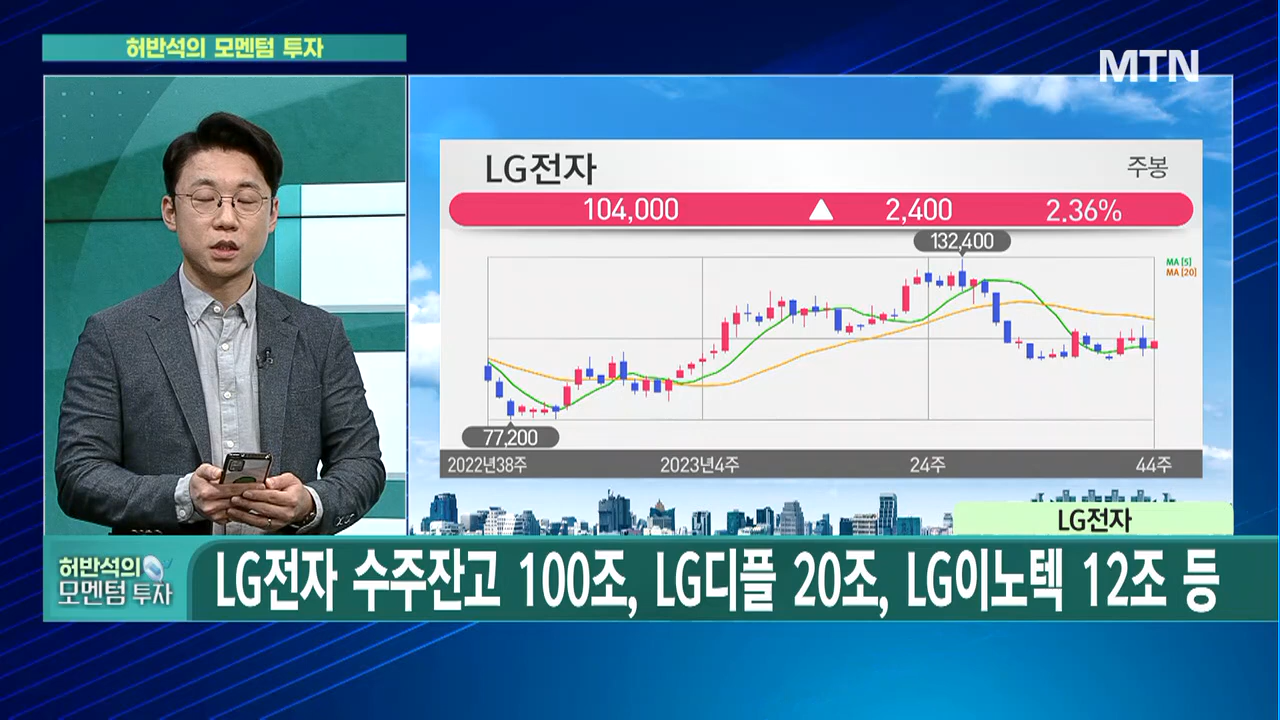 허반석의 모멘텀 투자
MTN
LG전자
주봉
104,000 ▲ 2,400 2.36%
132,400
MA [5]
MA [20]
77,200
2022년38주 2023년4주 24주 44주
LG전자
허반석의
모멘텀 투자
LG전자 수주잔고 100조, LG디플 20조, LG이노텍 12조 등